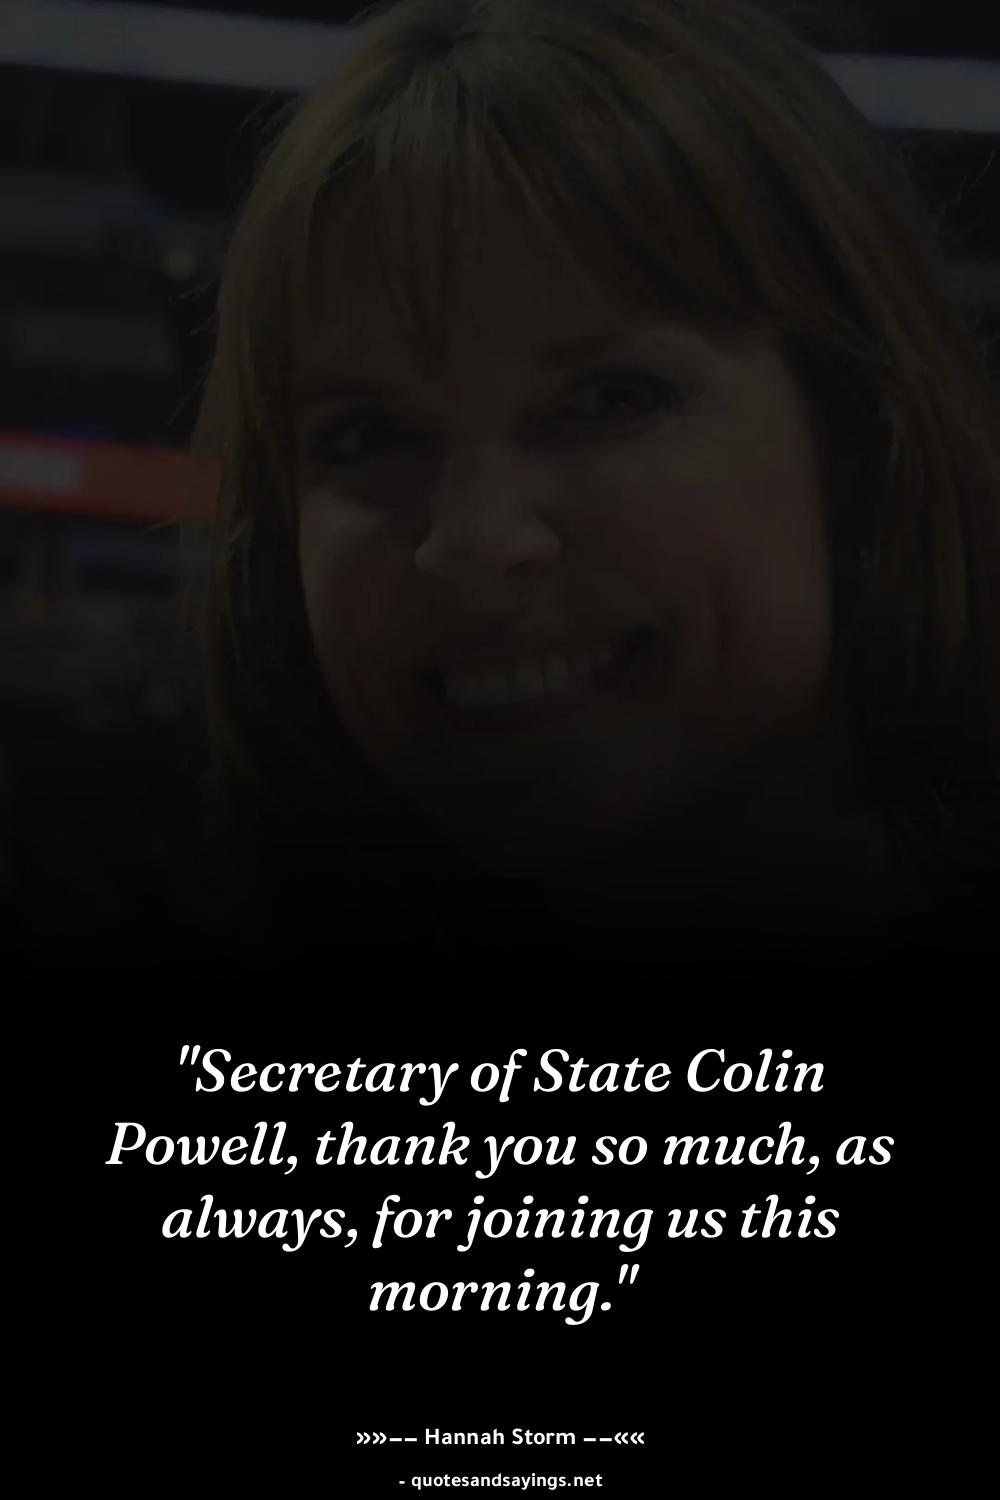 "Secretary of State Colin
Powell, thank you so much, as
always, for joining us this
morning."
»»–– Hannah Storm ––««
- quotesandsayings.net